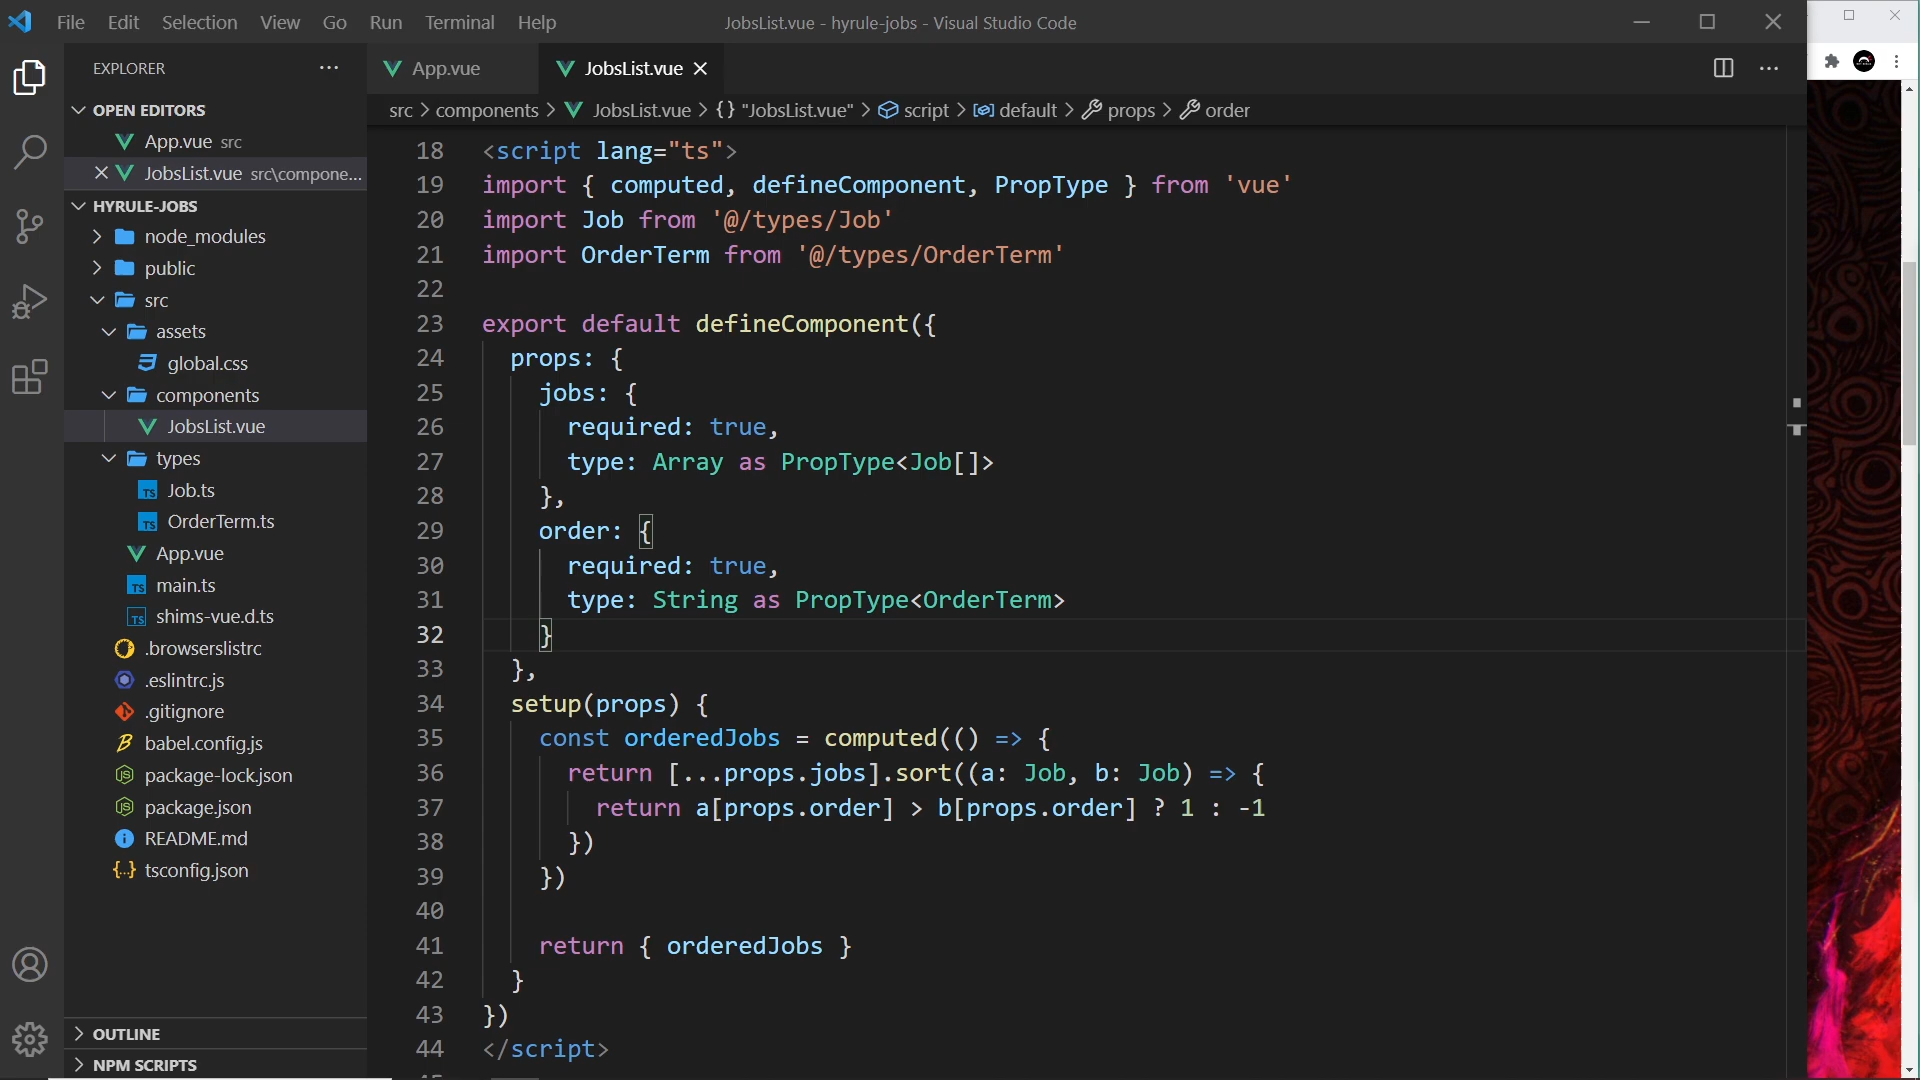 File Edit Selection View Go Run Terminal Help
JobsList.vue - hyrule-jobs - Visual Studio Code
EXPLORER
OPEN EDITORS
App.vue src
JobsList.vue src\compone...
HYRULE-JOBS
node_modules
public
src
assets
global.css
components
JobsList.vue
types
Job.ts
OrderTerm.ts
App.vue
main.ts
shims-vue.d.ts
.browserslistrc
.eslintrc.js
.gitignore
babel.config.js
package-lock.json
package.json
README.md
tsconfig.json
OUTLINE
NPM SCRIPTS
App.vue JobsList.vue
src > components > JobsList.vue > {} "JobsList.vue" > script > default > props > order
18 <script lang="ts">
19 import { computed, defineComponent, PropType } from 'vue'
20 import Job from '@/types/Job'
21 import OrderTerm from '@/types/OrderTerm'
22
23 export default defineComponent({
24 props: {
25 jobs: {
26 required: true,
27 type: Array as PropType<Job[]>
28 },
29 order: {
30 required: true,
31 type: String as PropType<OrderTerm>
32 }
33 },
34 setup(props) {
35 const orderedJobs = computed(() => {
36 return [...props.jobs].sort((a: Job, b: Job) => {
37 return a[props.order] > b[props.order] ? 1 : -1
38 })
39 })
40
41 return { orderedJobs }
42 }
43 })
44 </script>